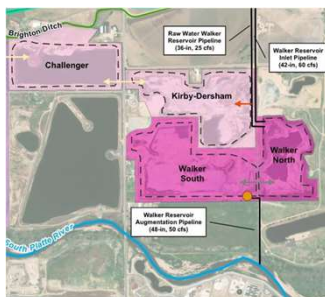 Brighton Ditch
Raw Water Walker
Reservoir Pipeline
(36-in, 25 cfs)
Walker Reservoir
Inlet Pipeline
(42-in, 60 cfs)
Challenger
Kirby-Dersham
Walker
South
Walker
North
Walker Reservoir
Augmentation Pipeline
(48-in, 50 cfs)
South Platte River